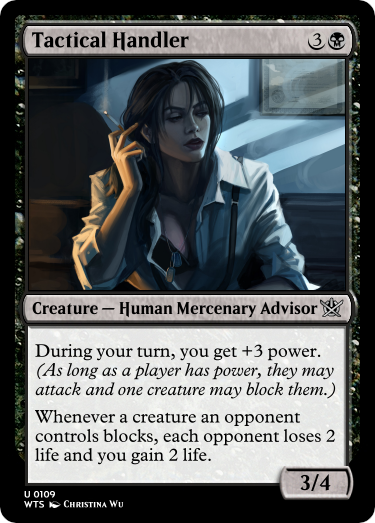 Tactical Handler 3
Creature — Human Mercenary Advisor
During your turn, you get +3 power.
(As long as a player has power, they may
attack and one creature may block them.)
Whenever a creature an opponent
controls blocks, each opponent loses 2
life and you gain 2 life.
3/4
U 0109
WTS Christina Wu